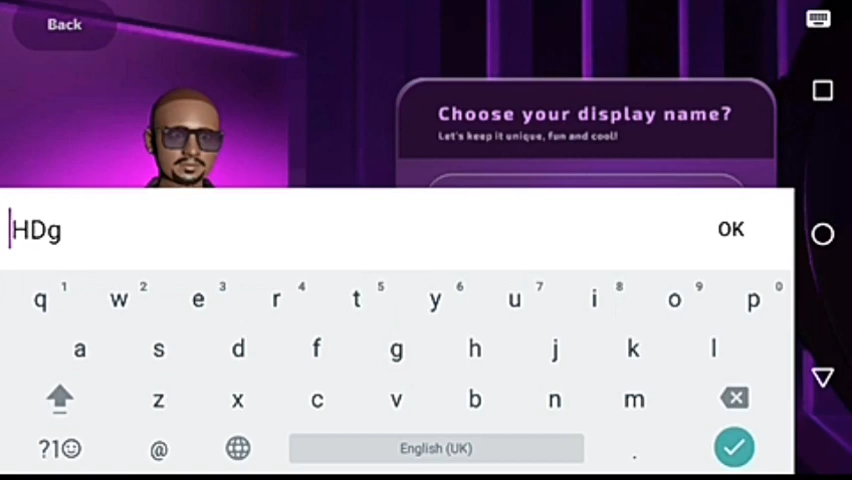 Back
Choose your display name?
Let's keep it unique, fun and cool!
HDg
OK
1 2 3 4 5 6 7 8 9 0
q w e r t y u i o p
a s d f g h j k l
z x c v b n m
?1☺ @ English (UK) .